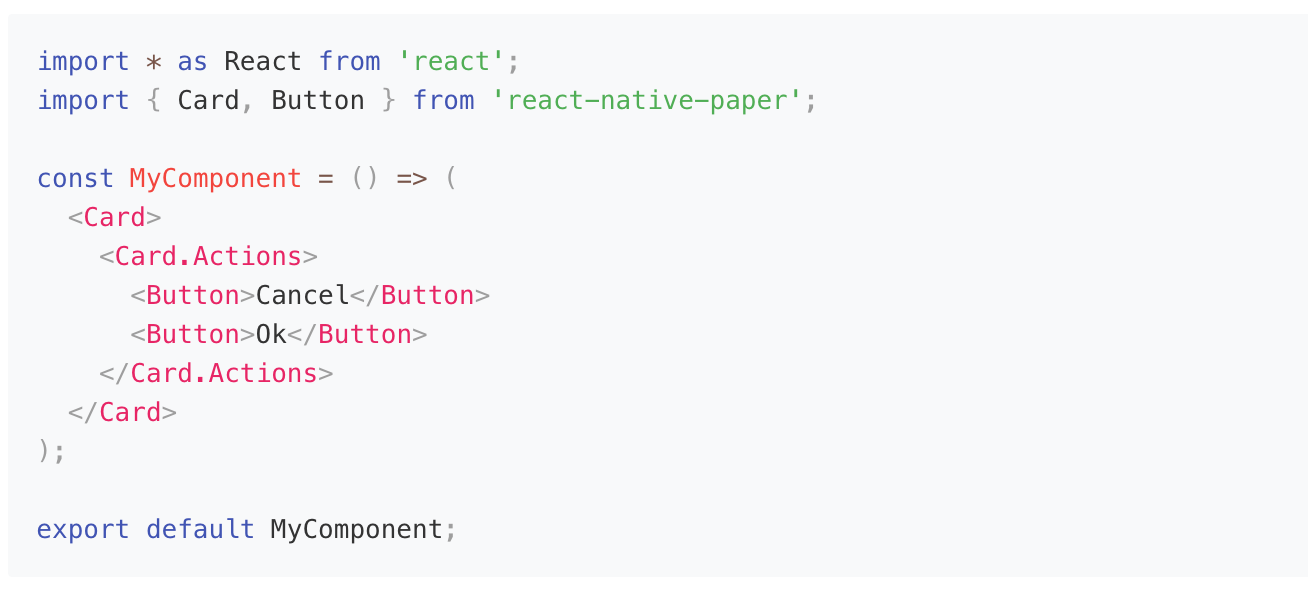 import * as React from 'react';
import { Card, Button } from 'react-native-paper';

const MyComponent = () => (
  <Card>
    <Card.Actions>
      <Button>Cancel</Button>
      <Button>Ok</Button>
    </Card.Actions>
  </Card>
);

export default MyComponent;